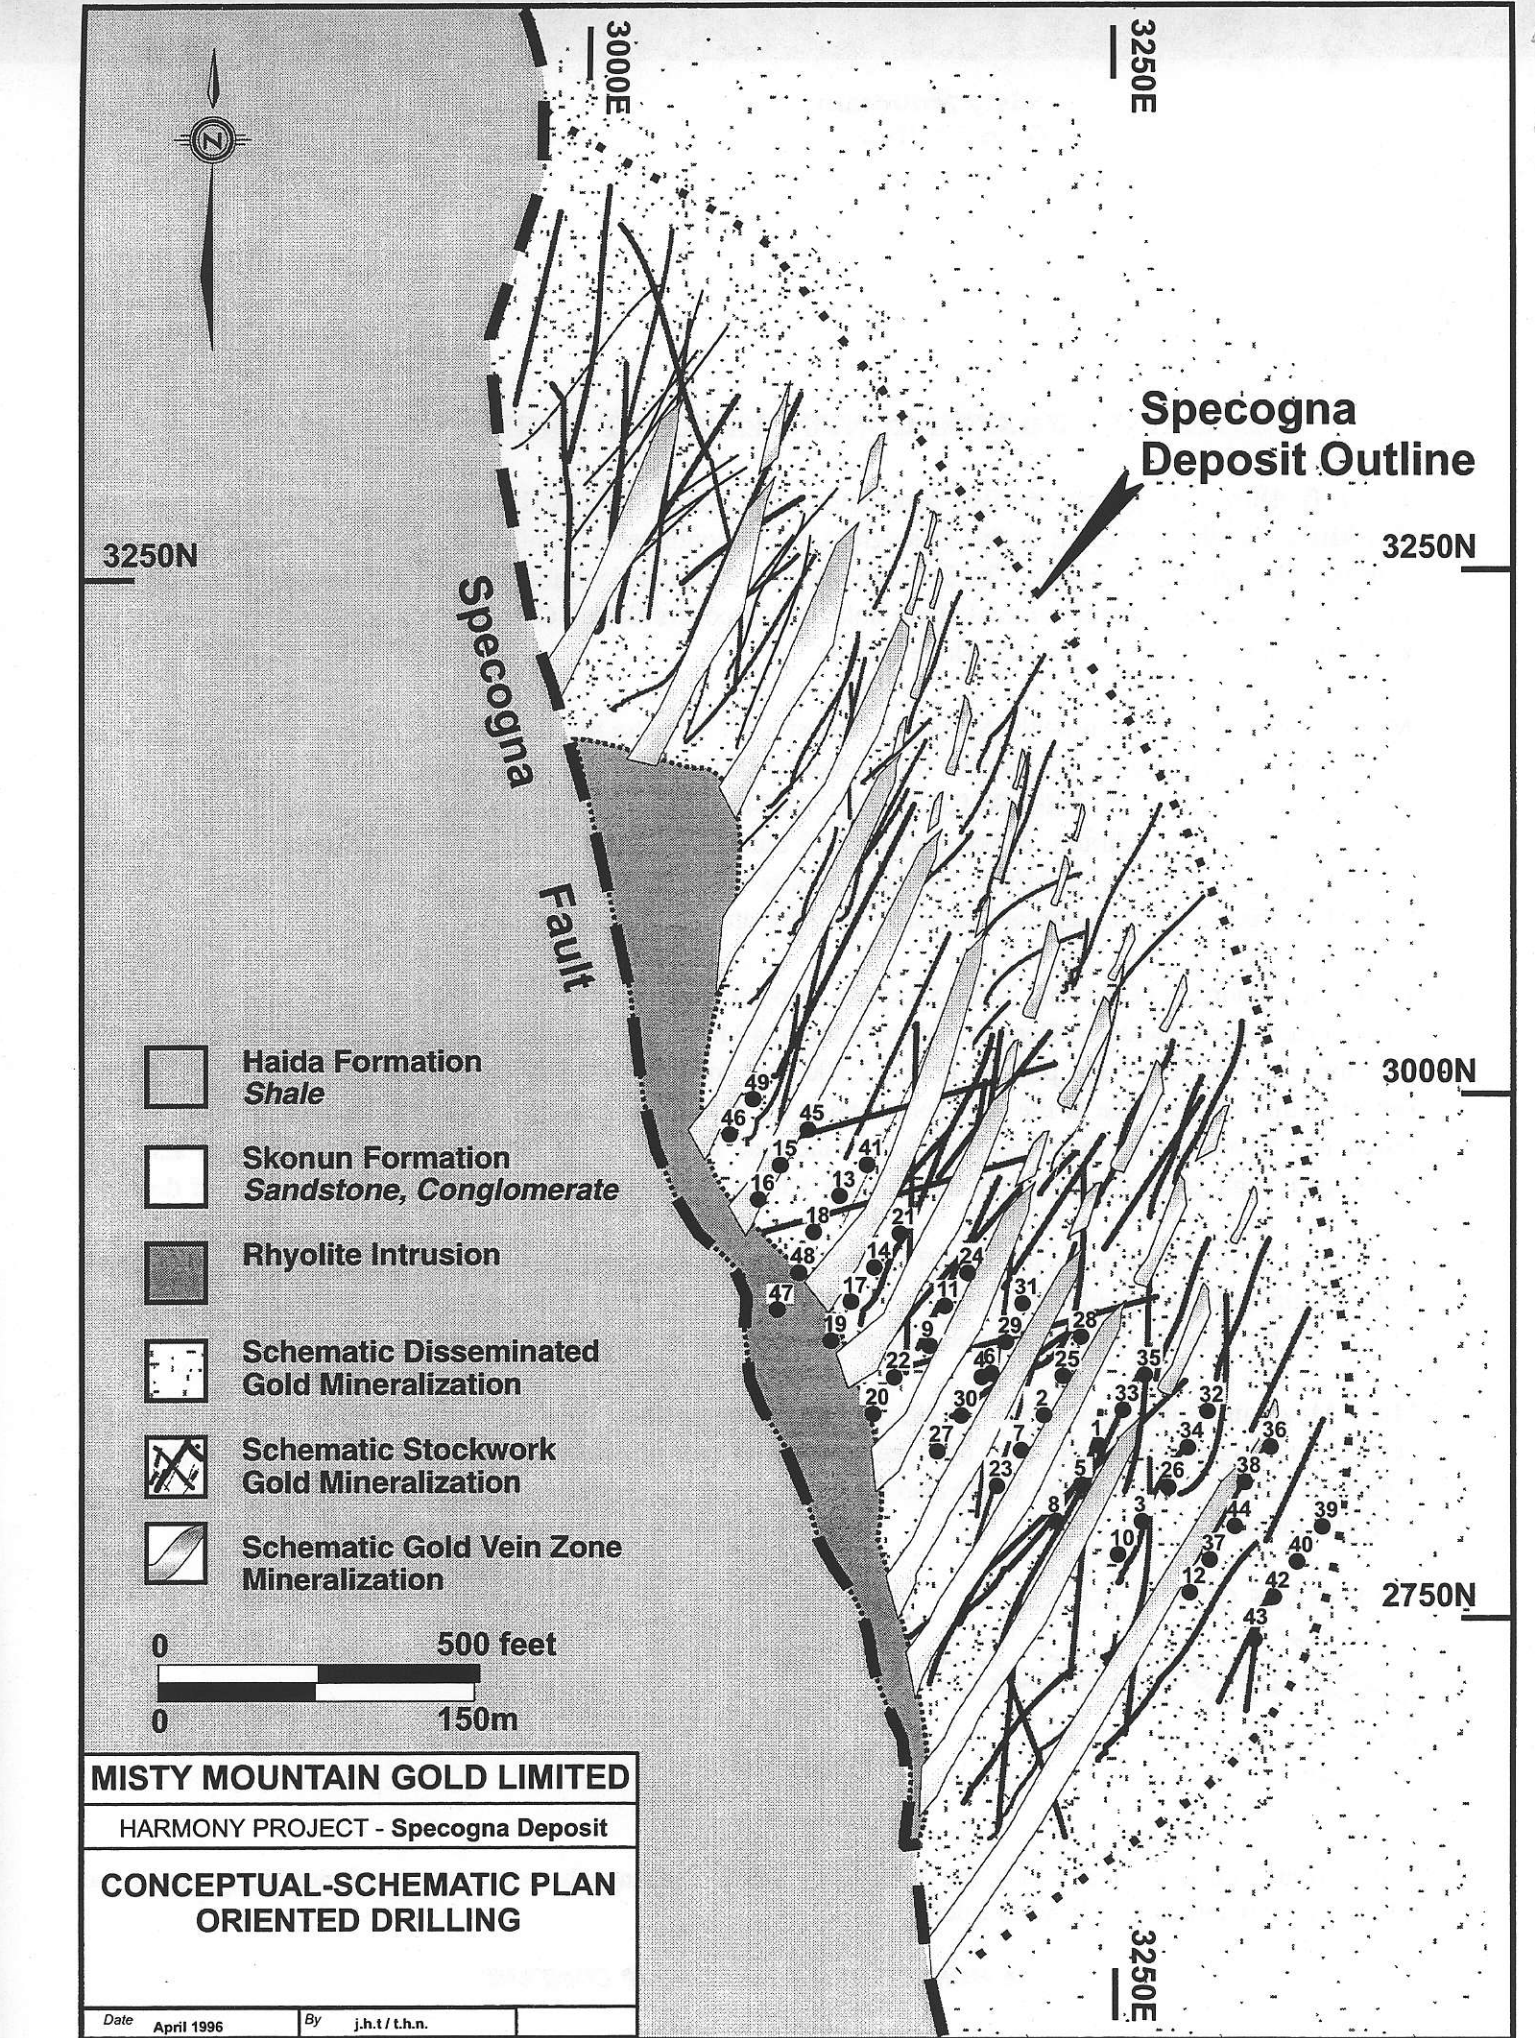 3000E
3250E
N
Specogna
Deposit Outline
3250N
3250N
Specogna
Fault
3000N
49
46
45
15
41
16
13
18
21
48
14
24
47
17
11
31
19
9
29
28
22
4
6
25
35
20
30
2
33
32
27
7
1
34
36
23
5
26
38
8
3
44
39
10
37
40
12
42
43
2750N
Haida Formation
Shale
Skonun Formation
Sandstone, Conglomerate
Rhyolite Intrusion
Schematic Disseminated
Gold Mineralization
Schematic Stockwork
Gold Mineralization
Schematic Gold Vein Zone
Mineralization
0 500 feet
0 150m
MISTY MOUNTAIN GOLD LIMITED
HARMONY PROJECT - Specogna Deposit
CONCEPTUAL-SCHEMATIC PLAN
ORIENTED DRILLING
3250E
Date April 1996 By j.h.t / t.h.n.